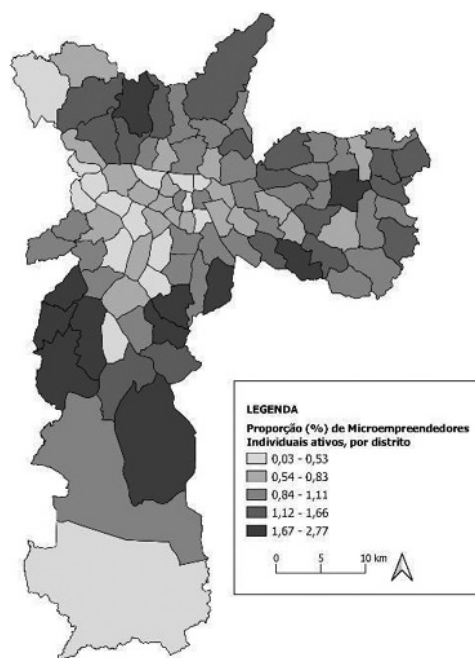 LEGENDA
Proporção (%) de Microempreendedores
Individuais ativos, por distrito
0,03 - 0,53
0,54 - 0,83
0,84 - 1,11
1,12 - 1,66
1,67 - 2,77
0 5 10 km